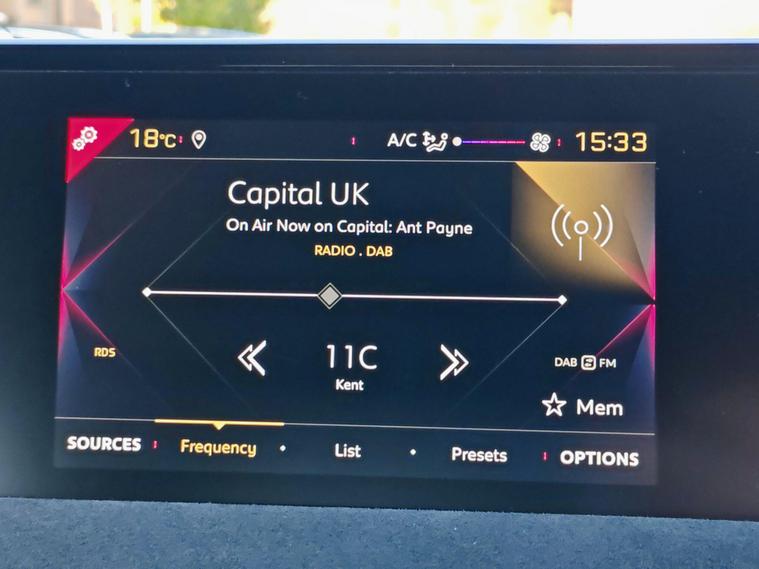 18°C A/C 15:33
Capital UK
On Air Now on Capital: Ant Payne
RADIO . DAB
RDS 11C DAB FM
Kent
Mem
SOURCES Frequency List Presets OPTIONS